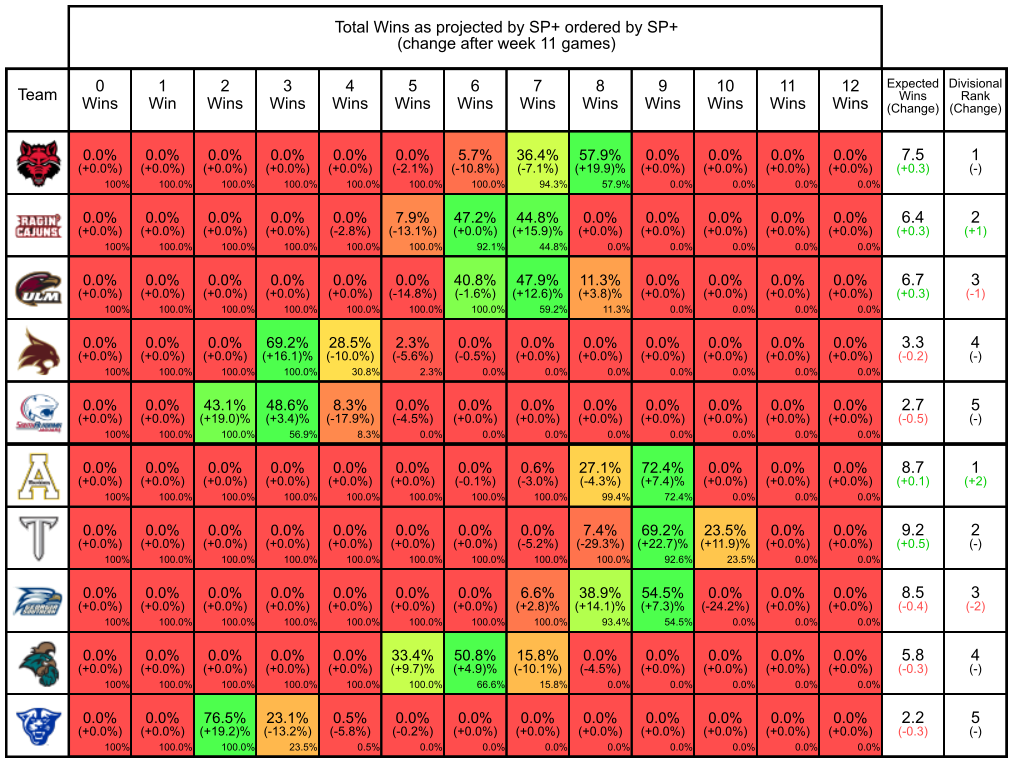 Total Wins as projected by SP+ ordered by SP+
(change after week 11 games)
Team 0 Wins 1 Win 2 Wins 3 Wins 4 Wins 5 Wins 6 Wins 7 Wins 8 Wins 9 Wins 10 Wins 11 Wins 12 Wins Expected Wins (Change) Divisional Rank (Change)
0.0% 0.0% 0.0% 0.0% 0.0% 0.0% 5.7% 36.4% 57.9% 0.0% 0.0% 0.0% 0.0% 7.5 1
(+0.0%) (+0.0%) (+0.0%) (+0.0%) (+0.0%) (-2.1%) (-10.8%) (-7.1%) (+19.9)% (+0.0%) (+0.0%) (+0.0%) (+0.0%) (+0.3) (-)
100% 100.0% 100.0% 100.0% 100.0% 100.0% 100.0% 94.3% 57.9% 0.0% 0.0% 0.0% 0.0%
RAGIN' CAJUNS
0.0% 0.0% 0.0% 0.0% 0.0% 7.9% 47.2% 44.8% 0.0% 0.0% 0.0% 0.0% 0.0% 6.4 2
(+0.0%) (+0.0%) (+0.0%) (+0.0%) (-2.8%) (-13.1%) (+0.0%) (+15.9)% (+0.0%) (+0.0%) (+0.0%) (+0.0%) (+0.0%) (+0.3) (+1)
100% 100.0% 100.0% 100.0% 100.0% 100.0% 92.1% 44.8% 0.0% 0.0% 0.0% 0.0% 0.0%
ULM
0.0% 0.0% 0.0% 0.0% 0.0% 0.0% 40.8% 47.9% 11.3% 0.0% 0.0% 0.0% 0.0% 6.7 3
(+0.0%) (+0.0%) (+0.0%) (+0.0%) (+0.0%) (-14.8%) (-1.6%) (+12.6)% (+3.8)% (+0.0%) (+0.0%) (+0.0%) (+0.0%) (+0.3) (-1)
100% 100.0% 100.0% 100.0% 100.0% 100.0% 100.0% 59.2% 11.3% 0.0% 0.0% 0.0% 0.0%
0.0% 0.0% 0.0% 69.2% 28.5% 2.3% 0.0% 0.0% 0.0% 0.0% 0.0% 0.0% 0.0% 3.3 4
(+0.0%) (+0.0%) (+0.0%) (+16.1)% (-10.0%) (-5.6%) (-0.5%) (+0.0%) (+0.0%) (+0.0%) (+0.0%) (+0.0%) (+0.0%) (-0.2) (-)
100% 100.0% 100.0% 100.0% 30.8% 2.3% 0.0% 0.0% 0.0% 0.0% 0.0% 0.0% 0.0%
0.0% 0.0% 43.1% 48.6% 8.3% 0.0% 0.0% 0.0% 0.0% 0.0% 0.0% 0.0% 0.0% 2.7 5
(+0.0%) (+0.0%) (+19.0)% (+3.4)% (-17.9%) (-4.5%) (+0.0%) (+0.0%) (+0.0%) (+0.0%) (+0.0%) (+0.0%) (+0.0%) (-0.5) (-)
100% 100.0% 100.0% 56.9% 8.3% 0.0% 0.0% 0.0% 0.0% 0.0% 0.0% 0.0% 0.0%
0.0% 0.0% 0.0% 0.0% 0.0% 0.0% 0.0% 0.6% 27.1% 72.4% 0.0% 0.0% 0.0% 8.7 1
(+0.0%) (+0.0%) (+0.0%) (+0.0%) (+0.0%) (+0.0%) (-0.1%) (-3.0%) (-4.3%) (+7.4)% (+0.0%) (+0.0%) (+0.0%) (+0.1) (+2)
100% 100.0% 100.0% 100.0% 100.0% 100.0% 100.0% 100.0% 99.4% 72.4% 0.0% 0.0% 0.0%
0.0% 0.0% 0.0% 0.0% 0.0% 0.0% 0.0% 0.0% 7.4% 69.2% 23.5% 0.0% 0.0% 9.2 2
(+0.0%) (+0.0%) (+0.0%) (+0.0%) (+0.0%) (+0.0%) (+0.0%) (-5.2%) (-29.3%) (+22.7)% (+11.9)% (+0.0%) (+0.0%) (+0.5) (-)
100% 100.0% 100.0% 100.0% 100.0% 100.0% 100.0% 100.0% 100.0% 92.6% 23.5% 0.0% 0.0%
0.0% 0.0% 0.0% 0.0% 0.0% 0.0% 0.0% 6.6% 38.9% 54.5% 0.0% 0.0% 0.0% 8.5 3
(+0.0%) (+0.0%) (+0.0%) (+0.0%) (+0.0%) (+0.0%) (+0.0%) (+2.8)% (+14.1)% (+7.3)% (-24.2%) (+0.0%) (+0.0%) (-0.4) (-2)
100% 100.0% 100.0% 100.0% 100.0% 100.0% 100.0% 100.0% 93.4% 54.5% 0.0% 0.0% 0.0%
0.0% 0.0% 0.0% 0.0% 0.0% 33.4% 50.8% 15.8% 0.0% 0.0% 0.0% 0.0% 0.0% 5.8 4
(+0.0%) (+0.0%) (+0.0%) (+0.0%) (+0.0%) (+9.7)% (+4.9)% (-10.1%) (-4.5%) (+0.0%) (+0.0%) (+0.0%) (+0.0%) (-0.3) (-)
100% 100.0% 100.0% 100.0% 100.0% 100.0% 66.6% 15.8% 0.0% 0.0% 0.0% 0.0% 0.0%
0.0% 0.0% 76.5% 23.1% 0.5% 0.0% 0.0% 0.0% 0.0% 0.0% 0.0% 0.0% 0.0% 2.2 5
(+0.0%) (+0.0%) (+19.2)% (-13.2%) (-5.8%) (-0.2%) (+0.0%) (+0.0%) (+0.0%) (+0.0%) (+0.0%) (+0.0%) (+0.0%) (-0.3) (-)
100% 100.0% 100.0% 23.5% 0.5% 0.0% 0.0% 0.0% 0.0% 0.0% 0.0% 0.0% 0.0%